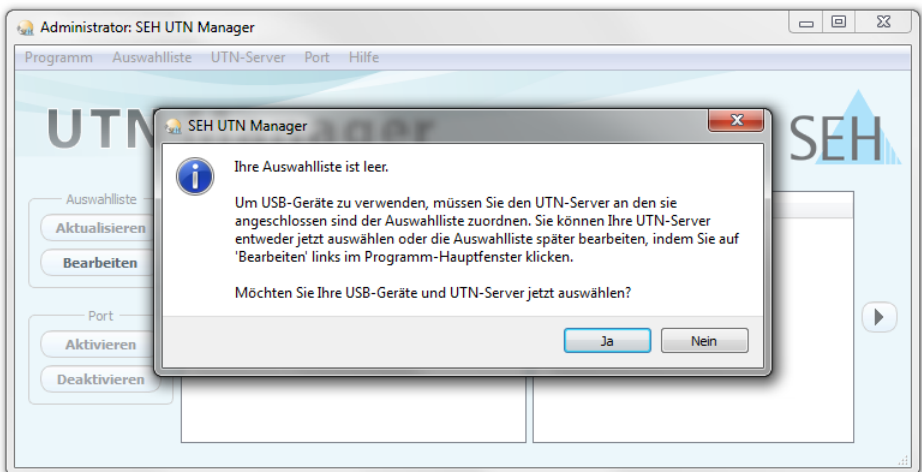 Administrator: SEH UTN Manager
Programm Auswahlliste UTN-Server Port Hilfe
UTN Manager
SEH
SEH UTN Manager
Ihre Auswahlliste ist leer.
Um USB-Geräte zu verwenden, müssen Sie den UTN-Server an den sie
angeschlossen sind der Auswahlliste zuordnen. Sie können Ihre UTN-Server
entweder jetzt auswählen oder die Auswahlliste später bearbeiten, indem Sie auf
'Bearbeiten' links im Programm-Hauptfenster klicken.
Möchten Sie Ihre USB-Geräte und UTN-Server jetzt auswählen?
Ja Nein
Auswahlliste
Aktualisieren
Bearbeiten
Port
Aktivieren
Deaktivieren